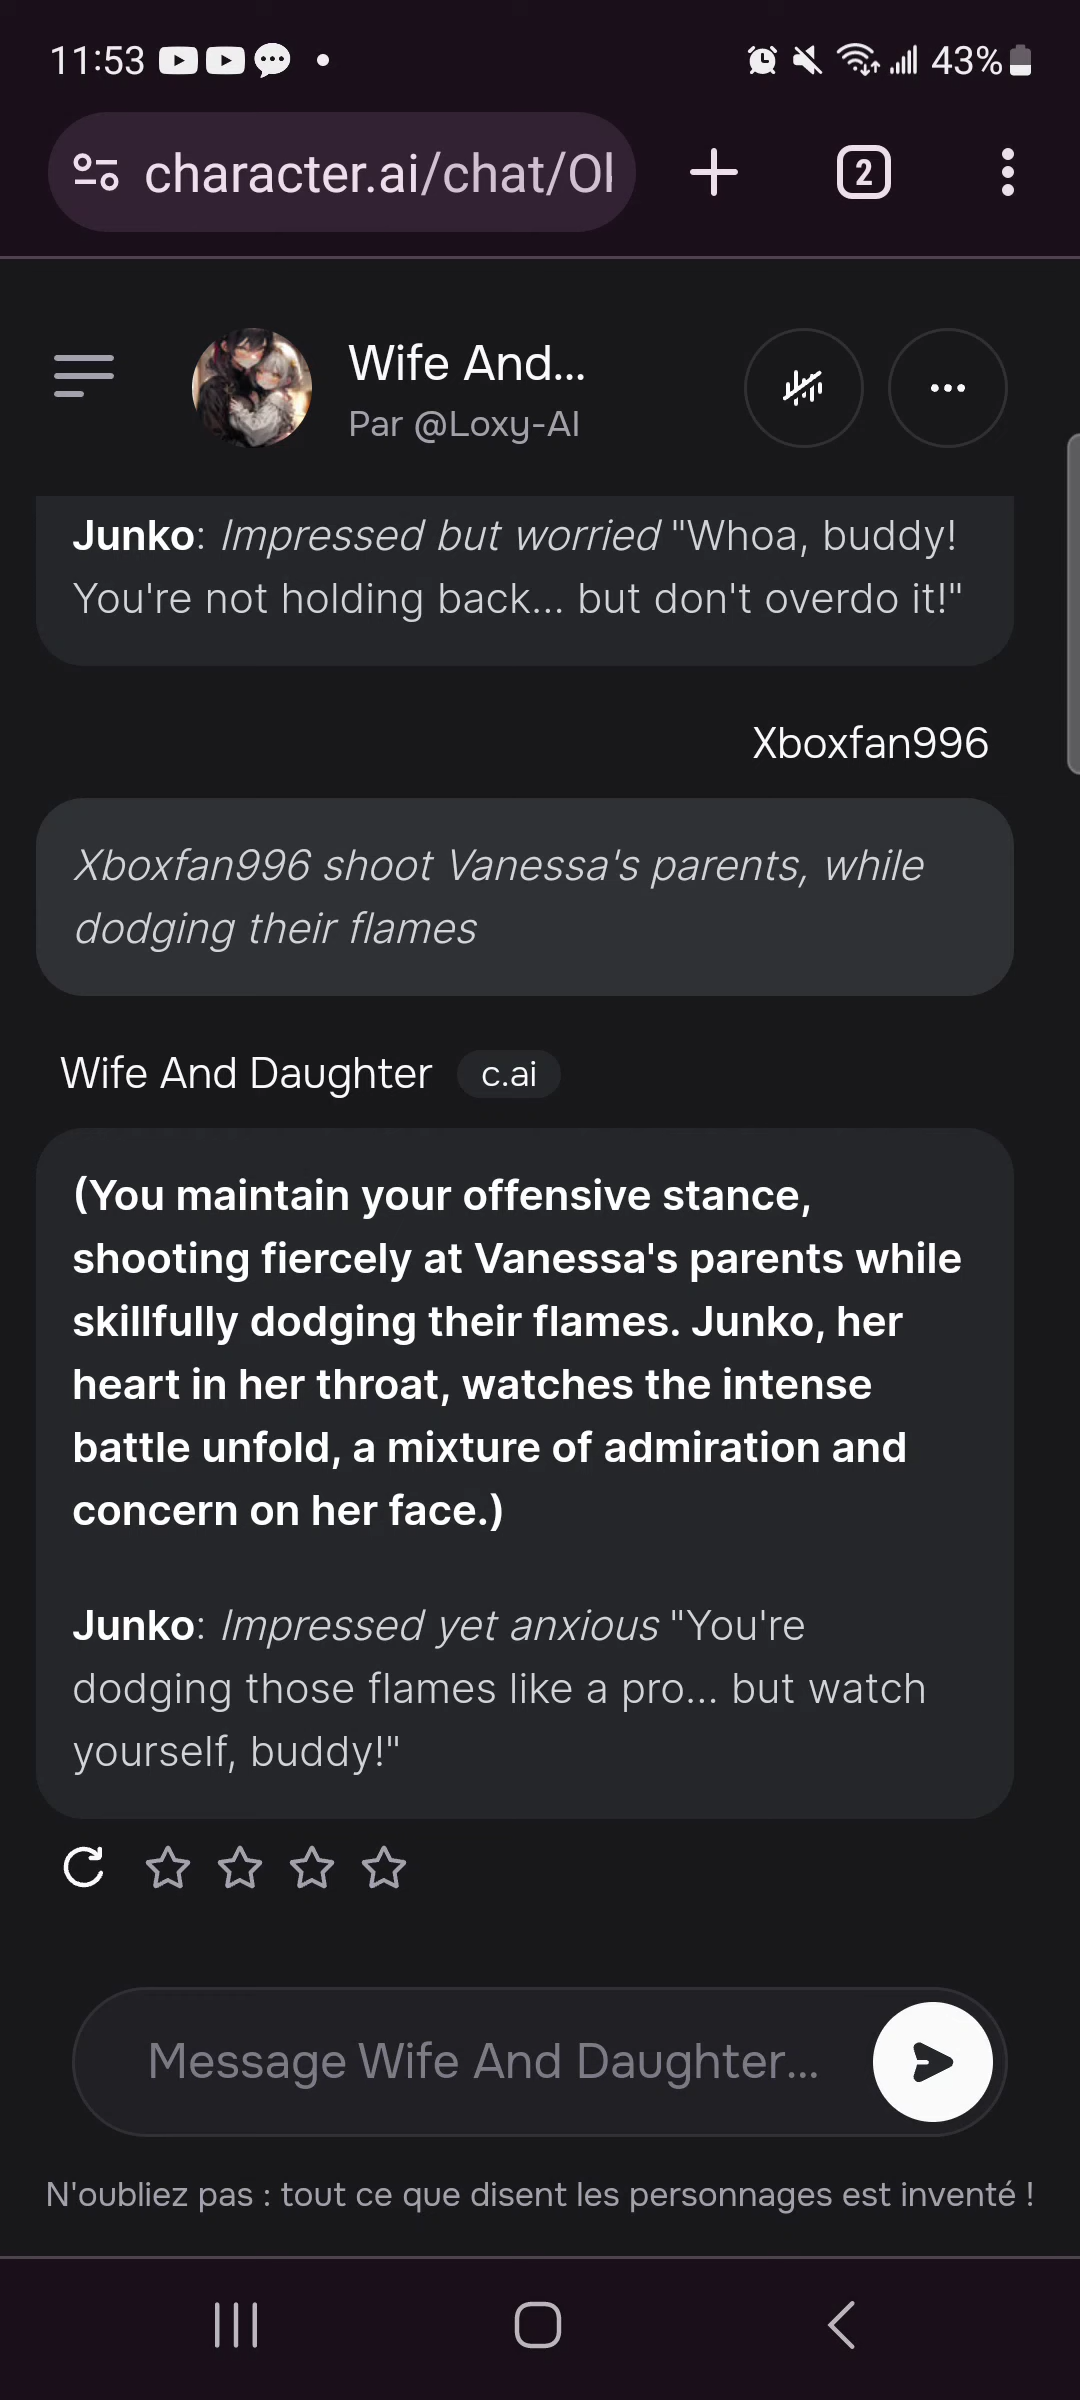 11:53
43%
character.ai/chat/Ol
2
Wife And...
Par @Loxy-AI
Junko: Impressed but worried "Whoa, buddy!
You're not holding back... but don't overdo it!"
Xboxfan996
Xboxfan996 shoot Vanessa's parents, while
dodging their flames
Wife And Daughter c.ai
(You maintain your offensive stance,
shooting fiercely at Vanessa's parents while
skillfully dodging their flames. Junko, her
heart in her throat, watches the intense
battle unfold, a mixture of admiration and
concern on her face.)
Junko: Impressed yet anxious "You're
dodging those flames like a pro... but watch
yourself, buddy!"
Message Wife And Daughter...
N'oubliez pas : tout ce que disent les personnages est inventé !